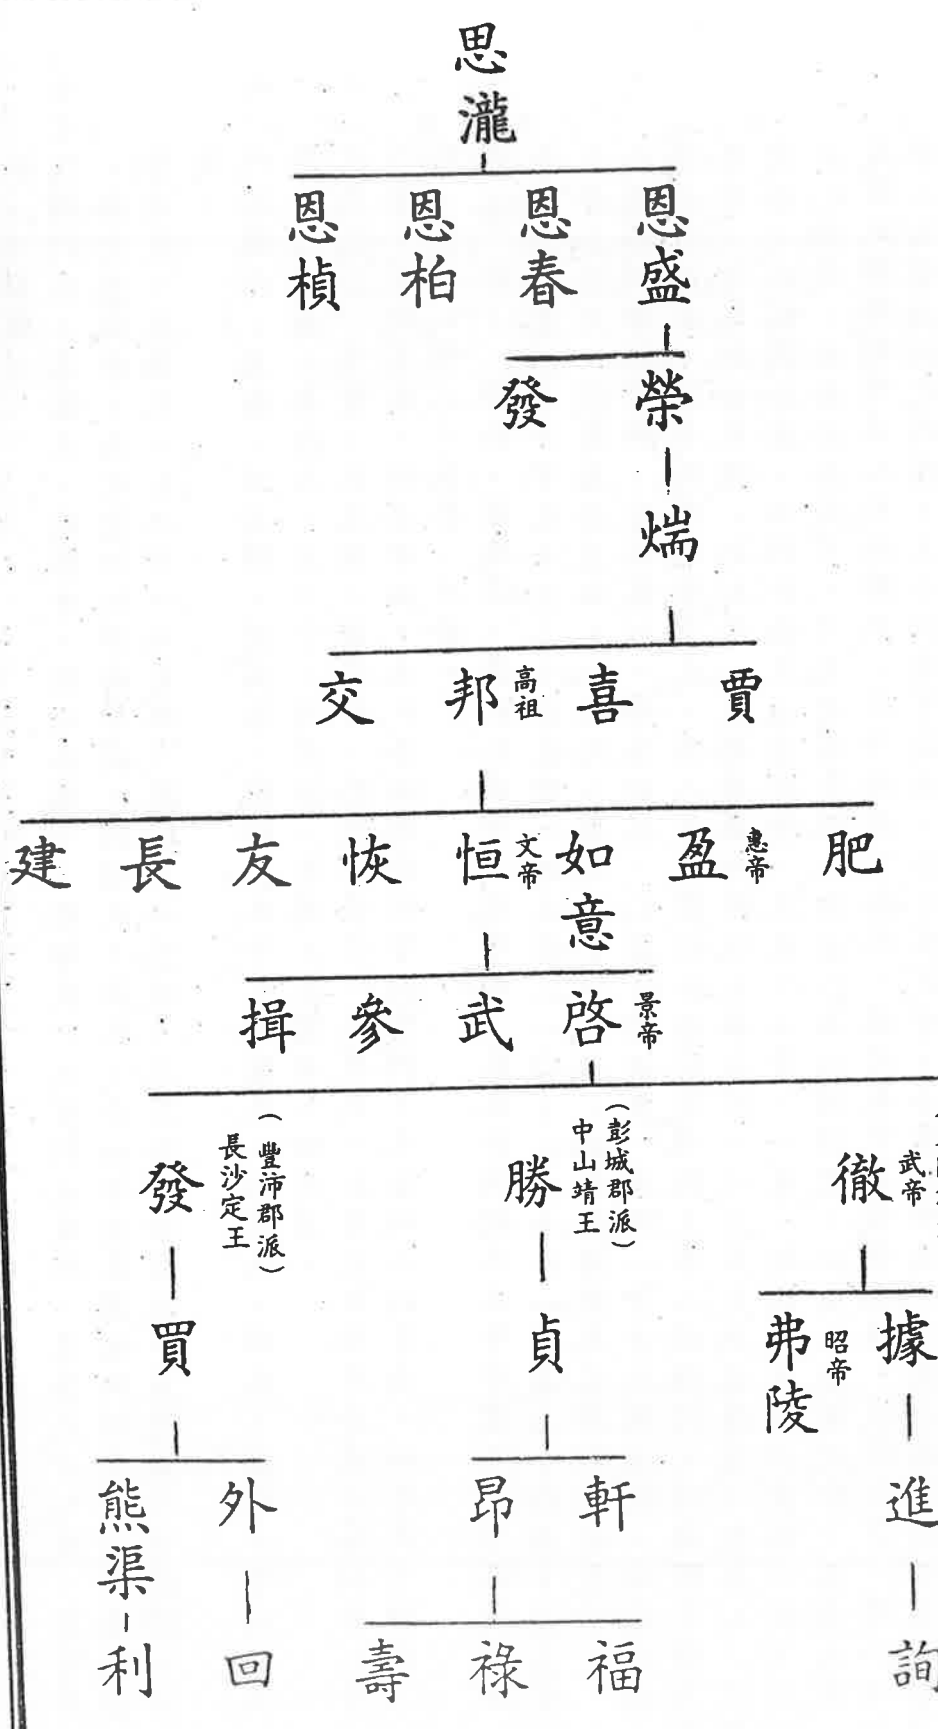 思瀧
恩盛
恩春
恩柏
恩楨
榮
發
煓
賈
喜
邦
高祖
交
肥
盈
惠帝
如意
恒
文帝
恢
友
長
建
啓
景帝
武
參
揖
徹
武帝
勝
(彭城郡派)
中山靖王
發
(豐沛郡派)
長沙定王
據
弗陵
昭帝
貞
買
進
軒
昂
外
熊渠
詢
福
祿
壽
回
利